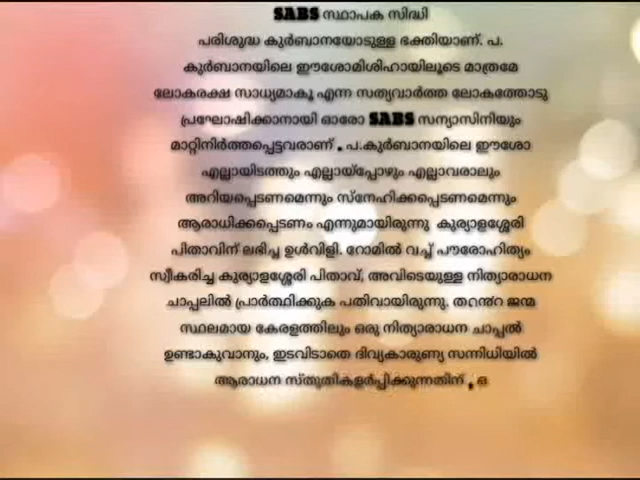 SABS സ്ഥാപക സിദ്ധി
പരിശുദ്ധ കുർബാനയോടുള്ള ഭക്തിയാണ്. പ.
കുർബാനയിലെ ഈശോമിശിഹായിലൂടെ മാത്രമേ
ലോകരക്ഷ സാധ്യമാകൂ എന്ന സത്യവാർത്ത ലോകത്തോടു
പ്രഘോഷിക്കാനായി ഓരോ SABS സന്യാസിനിയും
മാറ്റിനിർത്തപ്പെട്ടവരാണ് . പ.കുർബാനയിലെ ഈശോ
എല്ലായിടത്തും എല്ലായ്പ്പോഴും എല്ലാവരാലും
അറിയപ്പെടണമെന്നും സ്നേഹിക്കപ്പെടണമെന്നും
ആരാധിക്കപ്പെടണം എന്നുമായിരുന്നു കുര്യാളശ്ശേരി
പിതാവിന് ലഭിച്ച ഉൾവിളി. റോമിൽ വച്ച് പൗരോഹിത്യം
സ്വീകരിച്ച കുര്യാളശ്ശേരി പിതാവ്, അവിടെയുള്ള നിത്യാരാധന
ചാപ്പലിൽ പ്രാർത്ഥിക്കുക പതിവായിരുന്നു. തന്റെ ജന്മ
സ്ഥലമായ കേരളത്തിലും ഒരു നിത്യാരാധന ചാപ്പൽ
ഉണ്ടാകുവാനും, ഇടവിടാതെ ദിവ്യകാരുണ്യ സന്നിധിയിൽ
ആരാധന സ്തുതികളർപ്പിക്കുന്നതിന് , ഒ